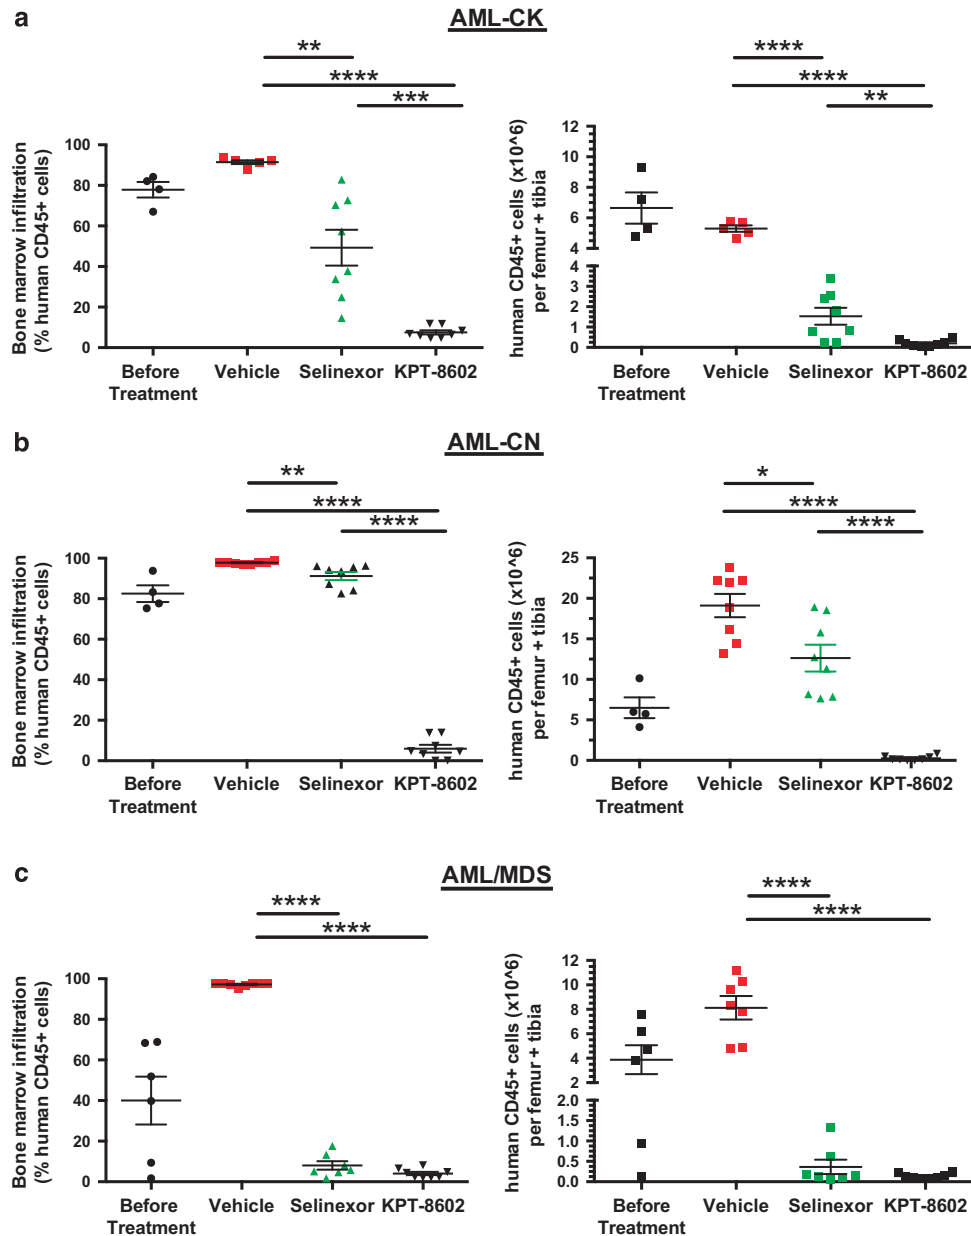 a
AML-CK
**
****
***
Bone marrow infiltration
(% human CD45+ cells)
100
80
60
40
20
0
Before
Treatment
Vehicle
Selinexor
KPT-8602
****
****
**
human CD45+ cells (x10^6)
per femur + tibia
12
10
8
6
4
4
3
2
1
0
Before
Treatment
Vehicle
Selinexor
KPT-8602
b
AML-CN
**
****
****
Bone marrow infiltration
(% human CD45+ cells)
100
80
60
40
20
0
Before
Treatment
Vehicle
Selinexor
KPT-8602
*
****
****
human CD45+ cells (x10^6)
per femur + tibia
25
20
15
10
5
0
Before
Treatment
Vehicle
Selinexor
KPT-8602
c
AML/MDS
****
****
Bone marrow infiltration
(% human CD45+ cells)
100
80
60
40
20
0
Before
Treatment
Vehicle
Selinexor
KPT-8602
****
****
human CD45+ cells (x10^6)
per femur + tibia
12
10
8
6
4
2
2.0
1.5
1.0
0.5
0.0
Before
Treatment
Vehicle
Selinexor
KPT-8602